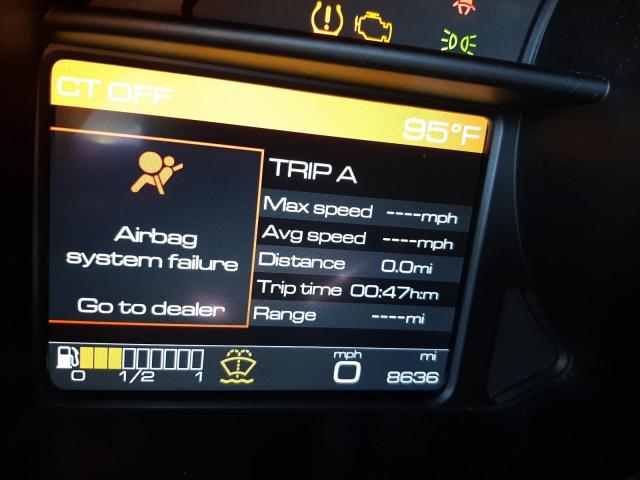 CT OFF
95°F
Airbag
system failure
Go to dealer
TRIP A
Max speed ----mph
Avg speed ----mph
Distance 0.0mi
Trip time 00:47h:m
Range ----mi
0 1/2 1
mph
0
mi
8636